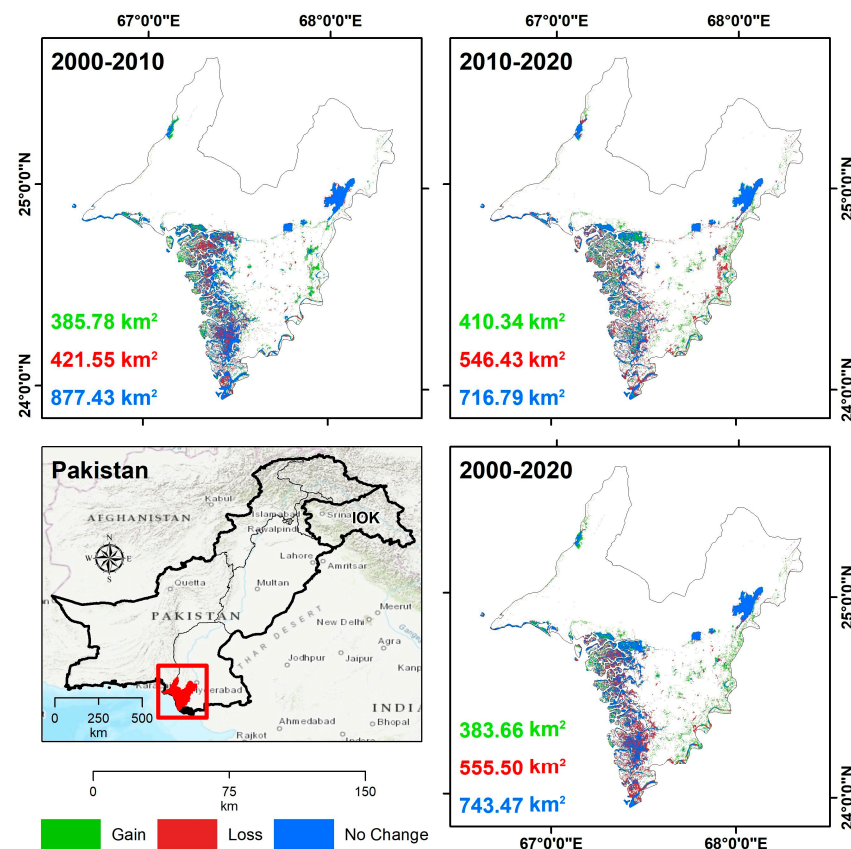 67°0'0"E 68°0'0"E 67°0'0"E 68°0'0"E
2000-2010
2010-2020
25°0'0"N
25°0'0"N
385.78 km²
421.55 km²
877.43 km²
410.34 km²
546.43 km²
716.79 km²
24°0'0"N
24°0'0"N
Pakistan
Kabul
AFGHANISTAN
Islamabad
Srina
IOK
Rawalpindi
N
W E
S
Lahore
Amritsar
Quetta
Multan
PAKISTAN
Meerut
New Delhi
THAR DESERT
Agra
Jodhpur
Jaipur
Kanp
Kara
yderabad
0 250 500
km
INDIA
Ahmedabad
Bhopal
Rajkot
2000-2020
25°0'0"N
383.66 km²
555.50 km²
743.47 km²
24°0'0"N
67°0'0"E 68°0'0"E
0 75 150
km
Gain Loss No Change